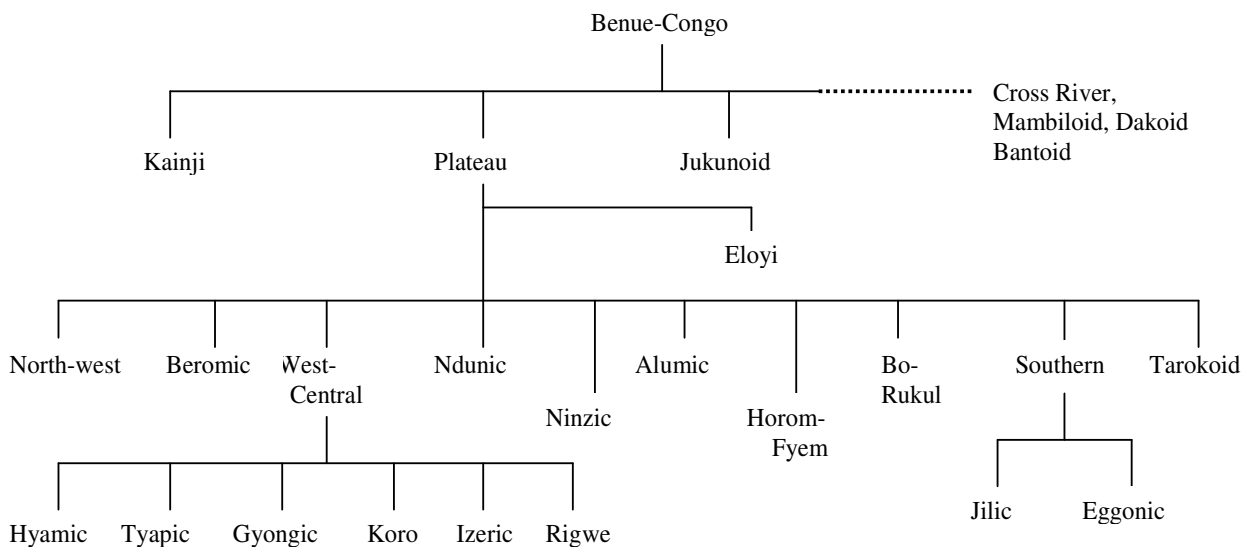 Benue-Congo
Cross River,
Mambiloid, Dakoid
Bantoid
Kainji
Plateau
Jukunoid
Eloyi
North-west
Beromic
West-
Central
Ndunic
Ninzic
Alumic
Horom-
Fyem
Bo-
Rukul
Southern
Tarokoid
Hyamic
Tyapic
Gyongic
Koro
Izeric
Rigwe
Jilic
Eggonic